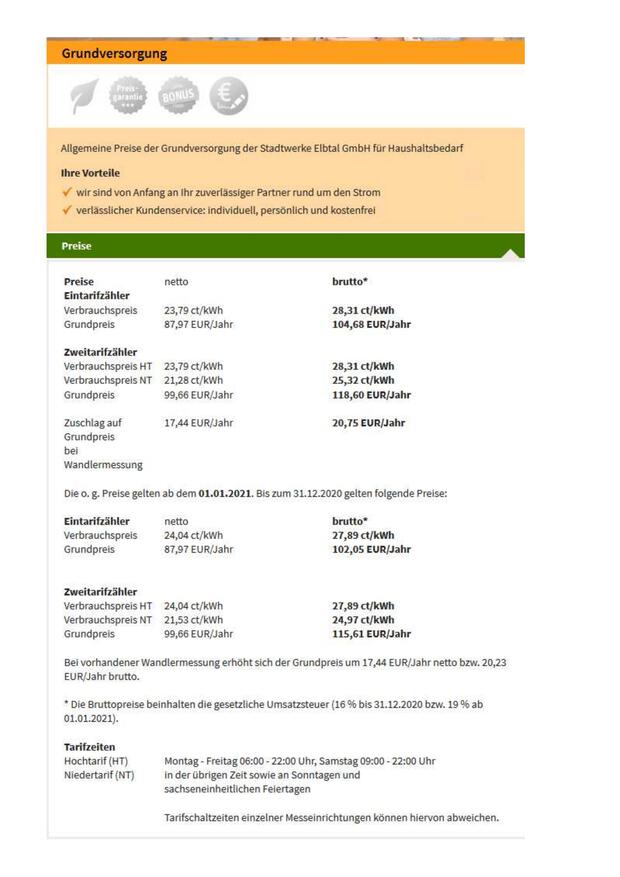 Grundversorgung
Preis-
garantie
BONUS
€
Allgemeine Preise der Grundversorgung der Stadtwerke Elbtal GmbH für Haushaltsbedarf
Ihre Vorteile
wir sind von Anfang an Ihr zuverlässiger Partner rund um den Strom
verlässlicher Kundenservice: individuell, persönlich und kostenfrei
Preise
Preise netto brutto*
Eintarifzähler
Verbrauchspreis 23,79 ct/kWh 28,31 ct/kWh
Grundpreis 87,97 EUR/Jahr 104,68 EUR/Jahr
Zweitarifzähler
Verbrauchspreis HT 23,79 ct/kWh 28,31 ct/kWh
Verbrauchspreis NT 21,28 ct/kWh 25,32 ct/kWh
Grundpreis 99,66 EUR/Jahr 118,60 EUR/Jahr
Zuschlag auf 17,44 EUR/Jahr 20,75 EUR/Jahr
Grundpreis
bei
Wandlermessung
Die o. g. Preise gelten ab dem 01.01.2021. Bis zum 31.12.2020 gelten folgende Preise:
Eintarifzähler netto brutto*
Verbrauchspreis 24,04 ct/kWh 27,89 ct/kWh
Grundpreis 87,97 EUR/Jahr 102,05 EUR/Jahr
Zweitarifzähler
Verbrauchspreis HT 24,04 ct/kWh 27,89 ct/kWh
Verbrauchspreis NT 21,53 ct/kWh 24,97 ct/kWh
Grundpreis 99,66 EUR/Jahr 115,61 EUR/Jahr
Bei vorhandener Wandlermessung erhöht sich der Grundpreis um 17,44 EUR/Jahr netto bzw. 20,23
EUR/Jahr brutto.
* Die Bruttopreise beinhalten die gesetzliche Umsatzsteuer (16 % bis 31.12.2020 bzw. 19 % ab
01.01.2021).
Tarifzeiten
Hochtarif (HT) Montag - Freitag 06:00 - 22:00 Uhr, Samstag 09:00 - 22:00 Uhr
Niedertarif (NT) in der übrigen Zeit sowie an Sonntagen und
sachseneinheitlichen Feiertagen
Tarifschaltzeiten einzelner Messeinrichtungen können hiervon abweichen.